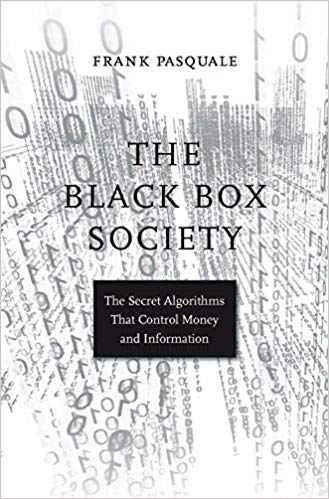 FRANK PASQUALE
THE
BLACK BOX
SOCIETY
The Secret Algorithms
That Control Money
and Information